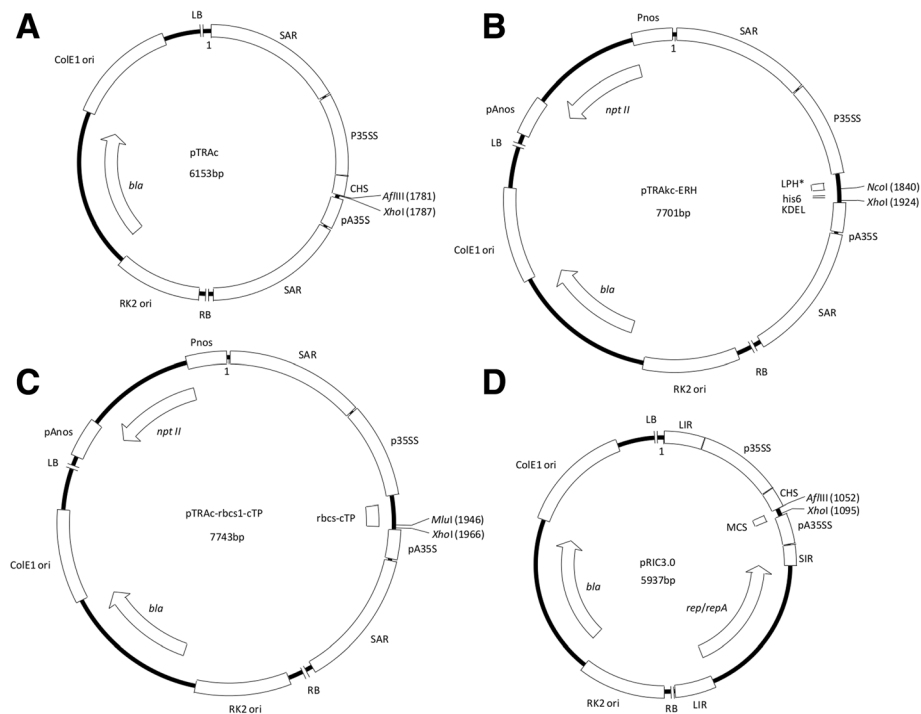 A
LB
1
SAR
ColE1 ori
P35SS
pTRAc
6153bp
bla
CHS
AflIII (1781)
XhoI (1787)
pA35S
SAR
RK2 ori
RB
B
Pnos
1
SAR
npt II
pAnos
LB
P35SS
pTRAkc-ERH
7701bp
LPH*
his6
KDEL
NcoI (1840)
XhoI (1924)
pA35S
ColE1 ori
bla
SAR
RB
RK2 ori
C
Pnos
1
SAR
npt II
pAnos
LB
p35SS
pTRAc-rbcs1-cTP
7743bp
rbcs-cTP
MluI (1946)
XhoI (1966)
pA35S
ColE1 ori
bla
SAR
RB
RK2 ori
D
LB
1
LIR
p35SS
ColE1 ori
CHS
AflIII (1052)
XhoI (1095)
MCS
pA35SS
SIR
pRIC3.0
5937bp
bla
rep/repA
RK2 ori
RB
LIR